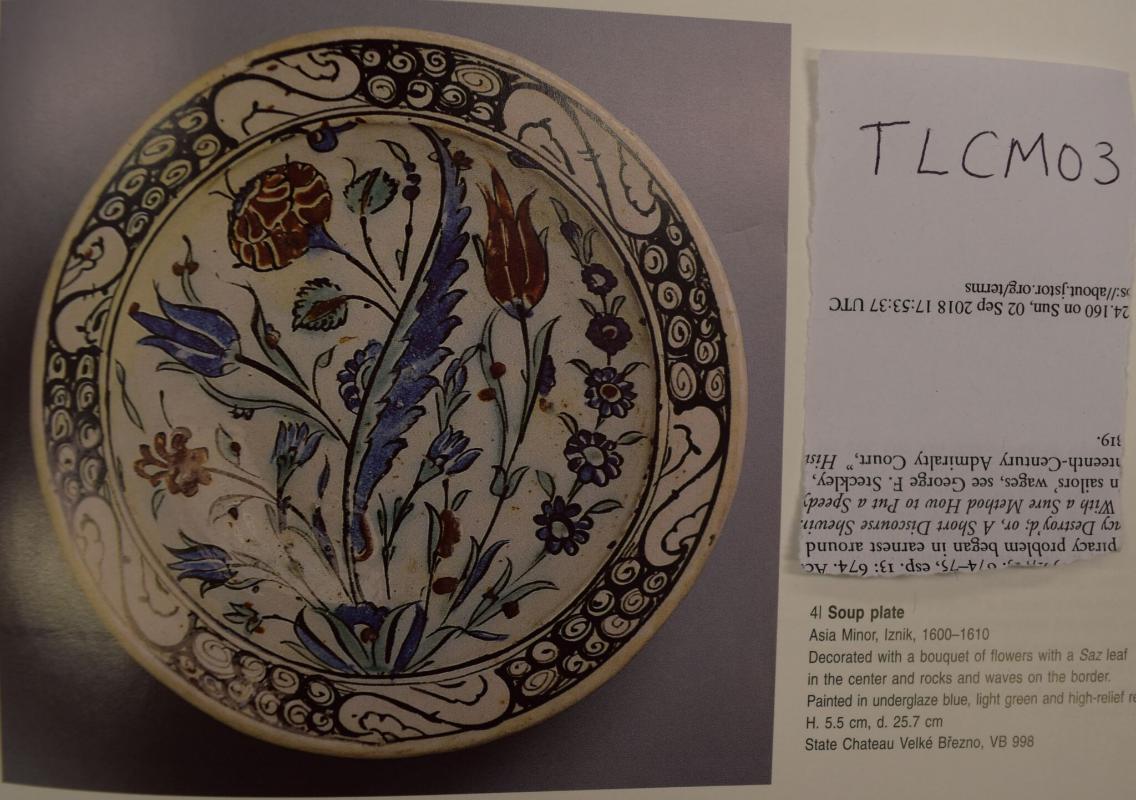 TLCM03
ps://about.jstor.org/terms
24.160 on Sun, 02 Sep 2018 17:53:37 UTC
319.
nteenth-Century Admiralty Court," Hist
n sailors' wages, see George F. Steckley,
With a Sure Method How to Put a Speedy
cy Destroy'd; or, A Short Discourse Shewin
piracy problem began in earnest around
674–75, esp. 13: 674. Ac
41 Soup plate
Asia Minor, Iznik, 1600–1610
Decorated with a bouquet of flowers with a Saz leaf
in the center and rocks and waves on the border.
Painted in underglaze blue, light green and high-relief re
H. 5.5 cm, d. 25.7 cm
State Chateau Velké Březno, VB 998